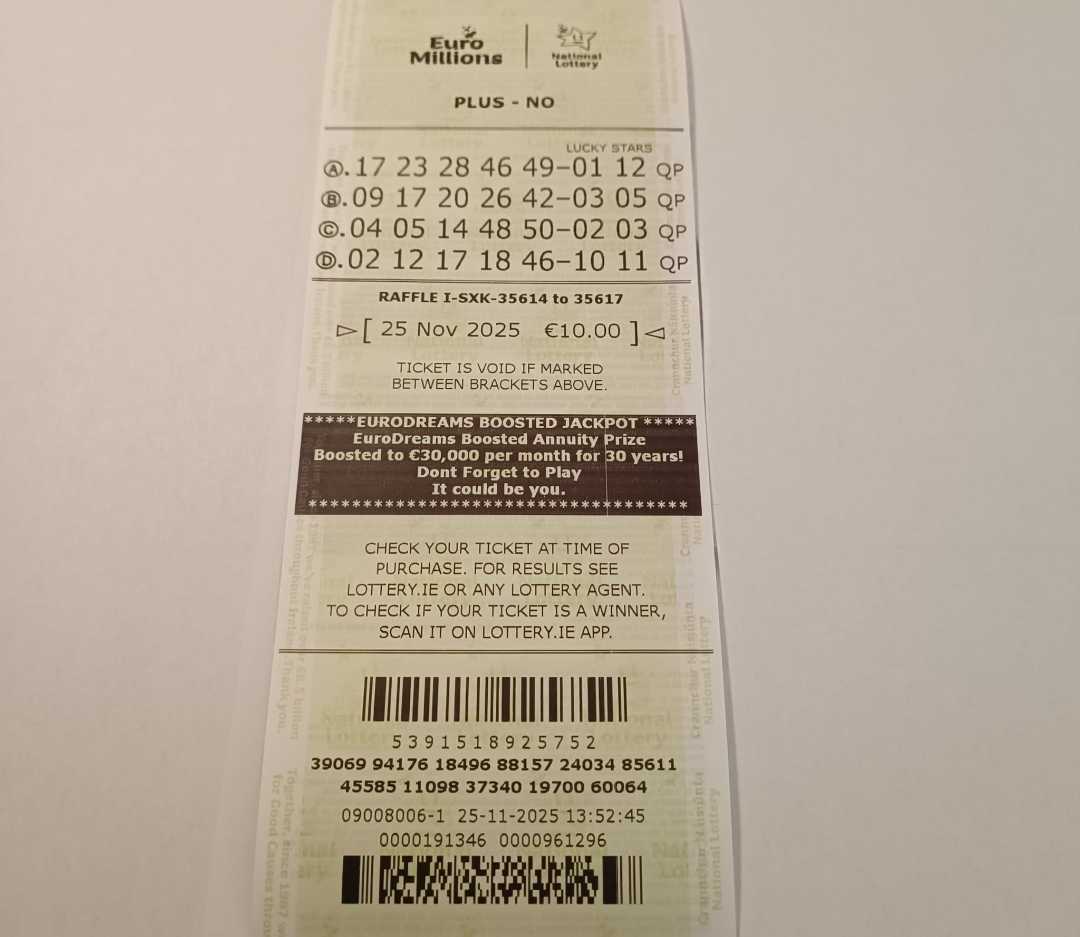 Euro
Millions
National
Lottery
PLUS - NO
LUCKY STARS
Ⓐ.17 23 28 46 49-01 12 QP
Ⓑ.09 17 20 26 42-03 05 QP
Ⓒ.04 05 14 48 50-02 03 QP
Ⓓ.02 12 17 18 46-10 11 QP
RAFFLE I-SXK-35614 to 35617
▻[ 25 Nov 2025 €10.00 ]◅
TICKET IS VOID IF MARKED
BETWEEN BRACKETS ABOVE.
*****EURODREAMS BOOSTED JACKPOT *****
EuroDreams Boosted Annuity Prize
Boosted to €30,000 per month for 30 years!
Dont Forget to Play
It could be you.
***********************************
CHECK YOUR TICKET AT TIME OF
PURCHASE. FOR RESULTS SEE
LOTTERY.IE OR ANY LOTTERY AGENT.
TO CHECK IF YOUR TICKET IS A WINNER,
SCAN IT ON LOTTERY.IE APP.
5391518925752
39069 94176 18496 88157 24034 85611
45585 11098 37340 19700 60064
09008006-1 25-11-2025 13:52:45
0000191346 0000961296